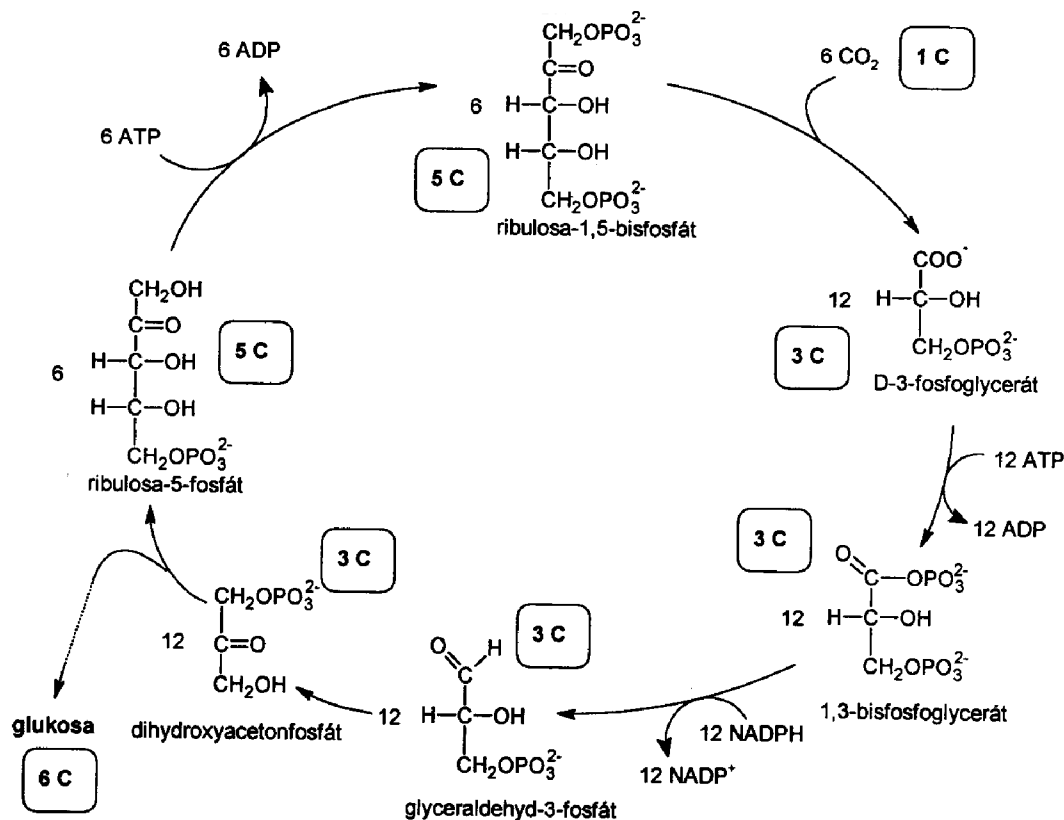 6 ADP
6 ATP
6
CH₂OPO₃²⁻
C=O
H-C-OH
H-C-OH
CH₂OPO₃²⁻
5 C
ribulosa-1,5-bisfosfát
6 CO₂
1 C
12
COO⁻
H-C-OH
CH₂OPO₃²⁻
3 C
D-3-fosfoglycerát
12 ATP
12 ADP
3 C
12
O
C-OPO₃²⁻
H-C-OH
CH₂OPO₃²⁻
1,3-bisfosfoglycerát
12 NADPH
12 NADP⁺
3 C
12
O H
C
H-C-OH
CH₂OPO₃²⁻
glyceraldehyd-3-fosfát
3 C
12
CH₂OPO₃²⁻
C=O
CH₂OH
dihydroxyacetonfosfát
glukosa
6 C
6
CH₂OH
C=O
H-C-OH
H-C-OH
CH₂OPO₃²⁻
5 C
ribulosa-5-fosfát